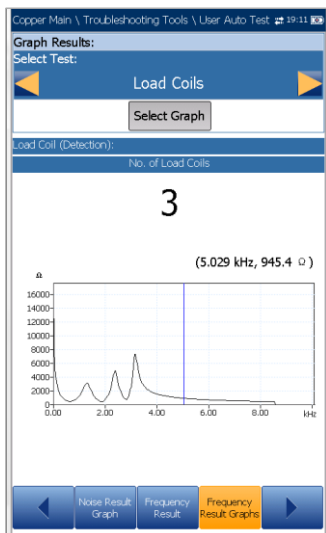 Copper Main \ Troubleshooting Tools \ User Auto Test 19:11
Graph Results:
Select Test:
Load Coils
Select Graph
Load Coil (Detection):
No. of Load Coils
3
(5.029 kHz, 945.4 Ω)
Ω
16000
14000
12000
10000
8000
6000
4000
2000
0
0.00 2.00 4.00 6.00 8.00 kHz
Noise Result Graph
Frequency Result
Frequency Result Graphs